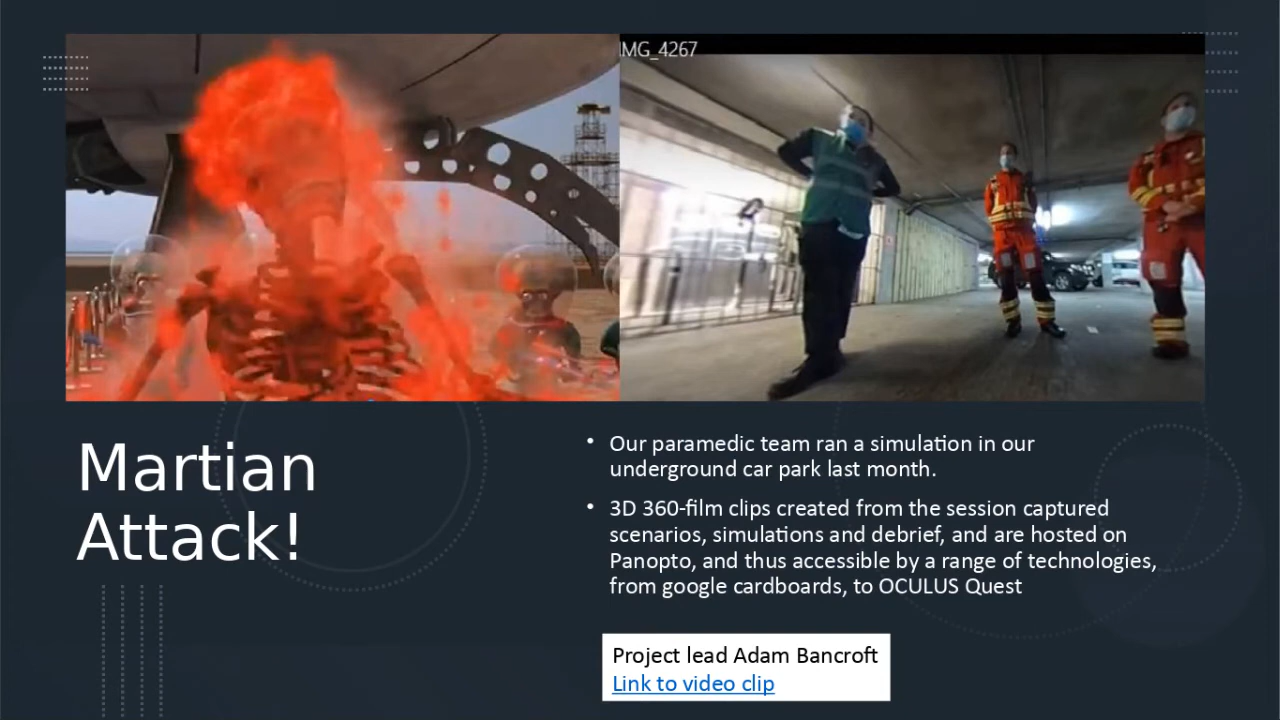 IMG_4267
Martian
Attack!
• Our paramedic team ran a simulation in our
underground car park last month.
• 3D 360-film clips created from the session captured
scenarios, simulations and debrief, and are hosted on
Panopto, and thus accessible by a range of technologies,
from google cardboards, to OCULUS Quest
Project lead Adam Bancroft
Link to video clip